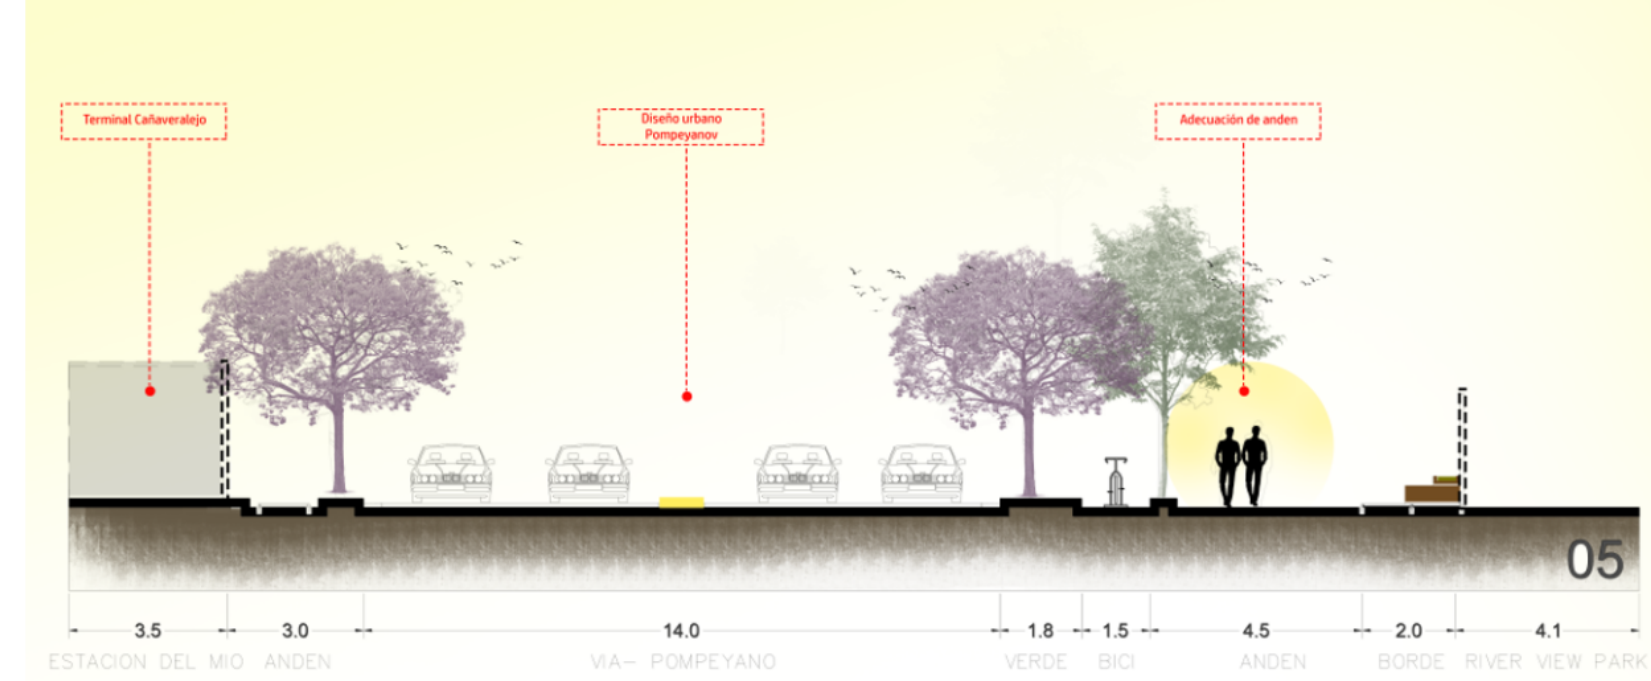 Terminal Cañaveralejo
Diseño urbano
Pompeyanov
Adecuación de anden
05
3.5 3.0 14.0 1.8 1.5 4.5 2.0 4.1
ESTACION DEL MIO ANDEN VIA- POMPEYANO VERDE BICI ANDEN BORDE RIVER VIEW PARK